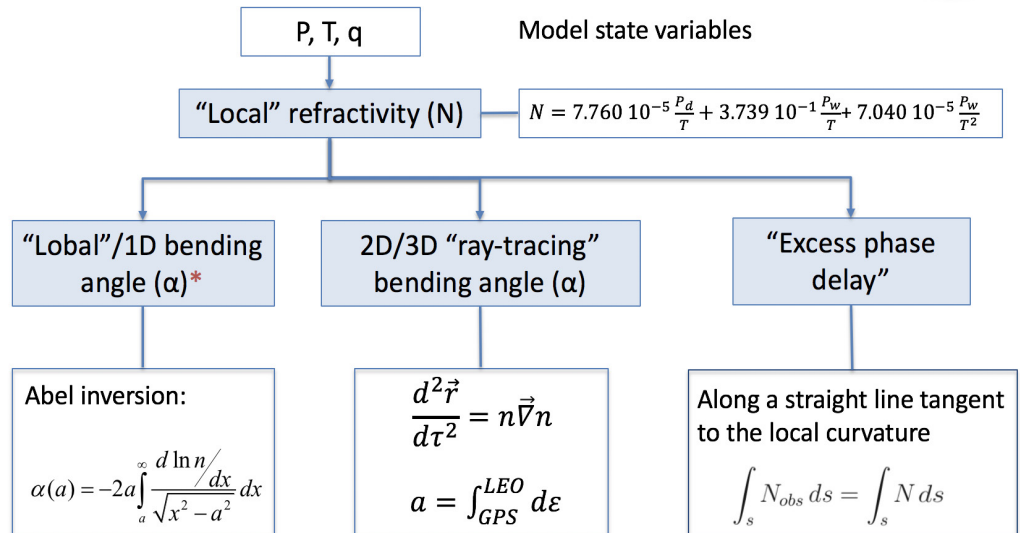 P, T, q
Model state variables
“Local” refractivity (N)
N = 7.760 10⁻⁵ P_d/T + 3.739 10⁻¹ P_w/T + 7.040 10⁻⁵ P_w/T²
“Lobal”/1D bending
angle (α)*
2D/3D “ray-tracing”
bending angle (α)
“Excess phase
delay”
Abel inversion:
α(a) = −2a ∫_a^∞ (d ln n/dx)/√(x² − a²) dx
d²r⃗/dτ² = n∇⃗n
a = ∫_GPS^LEO dε
Along a straight line tangent
to the local curvature
∫_s N_obs ds = ∫_s N ds